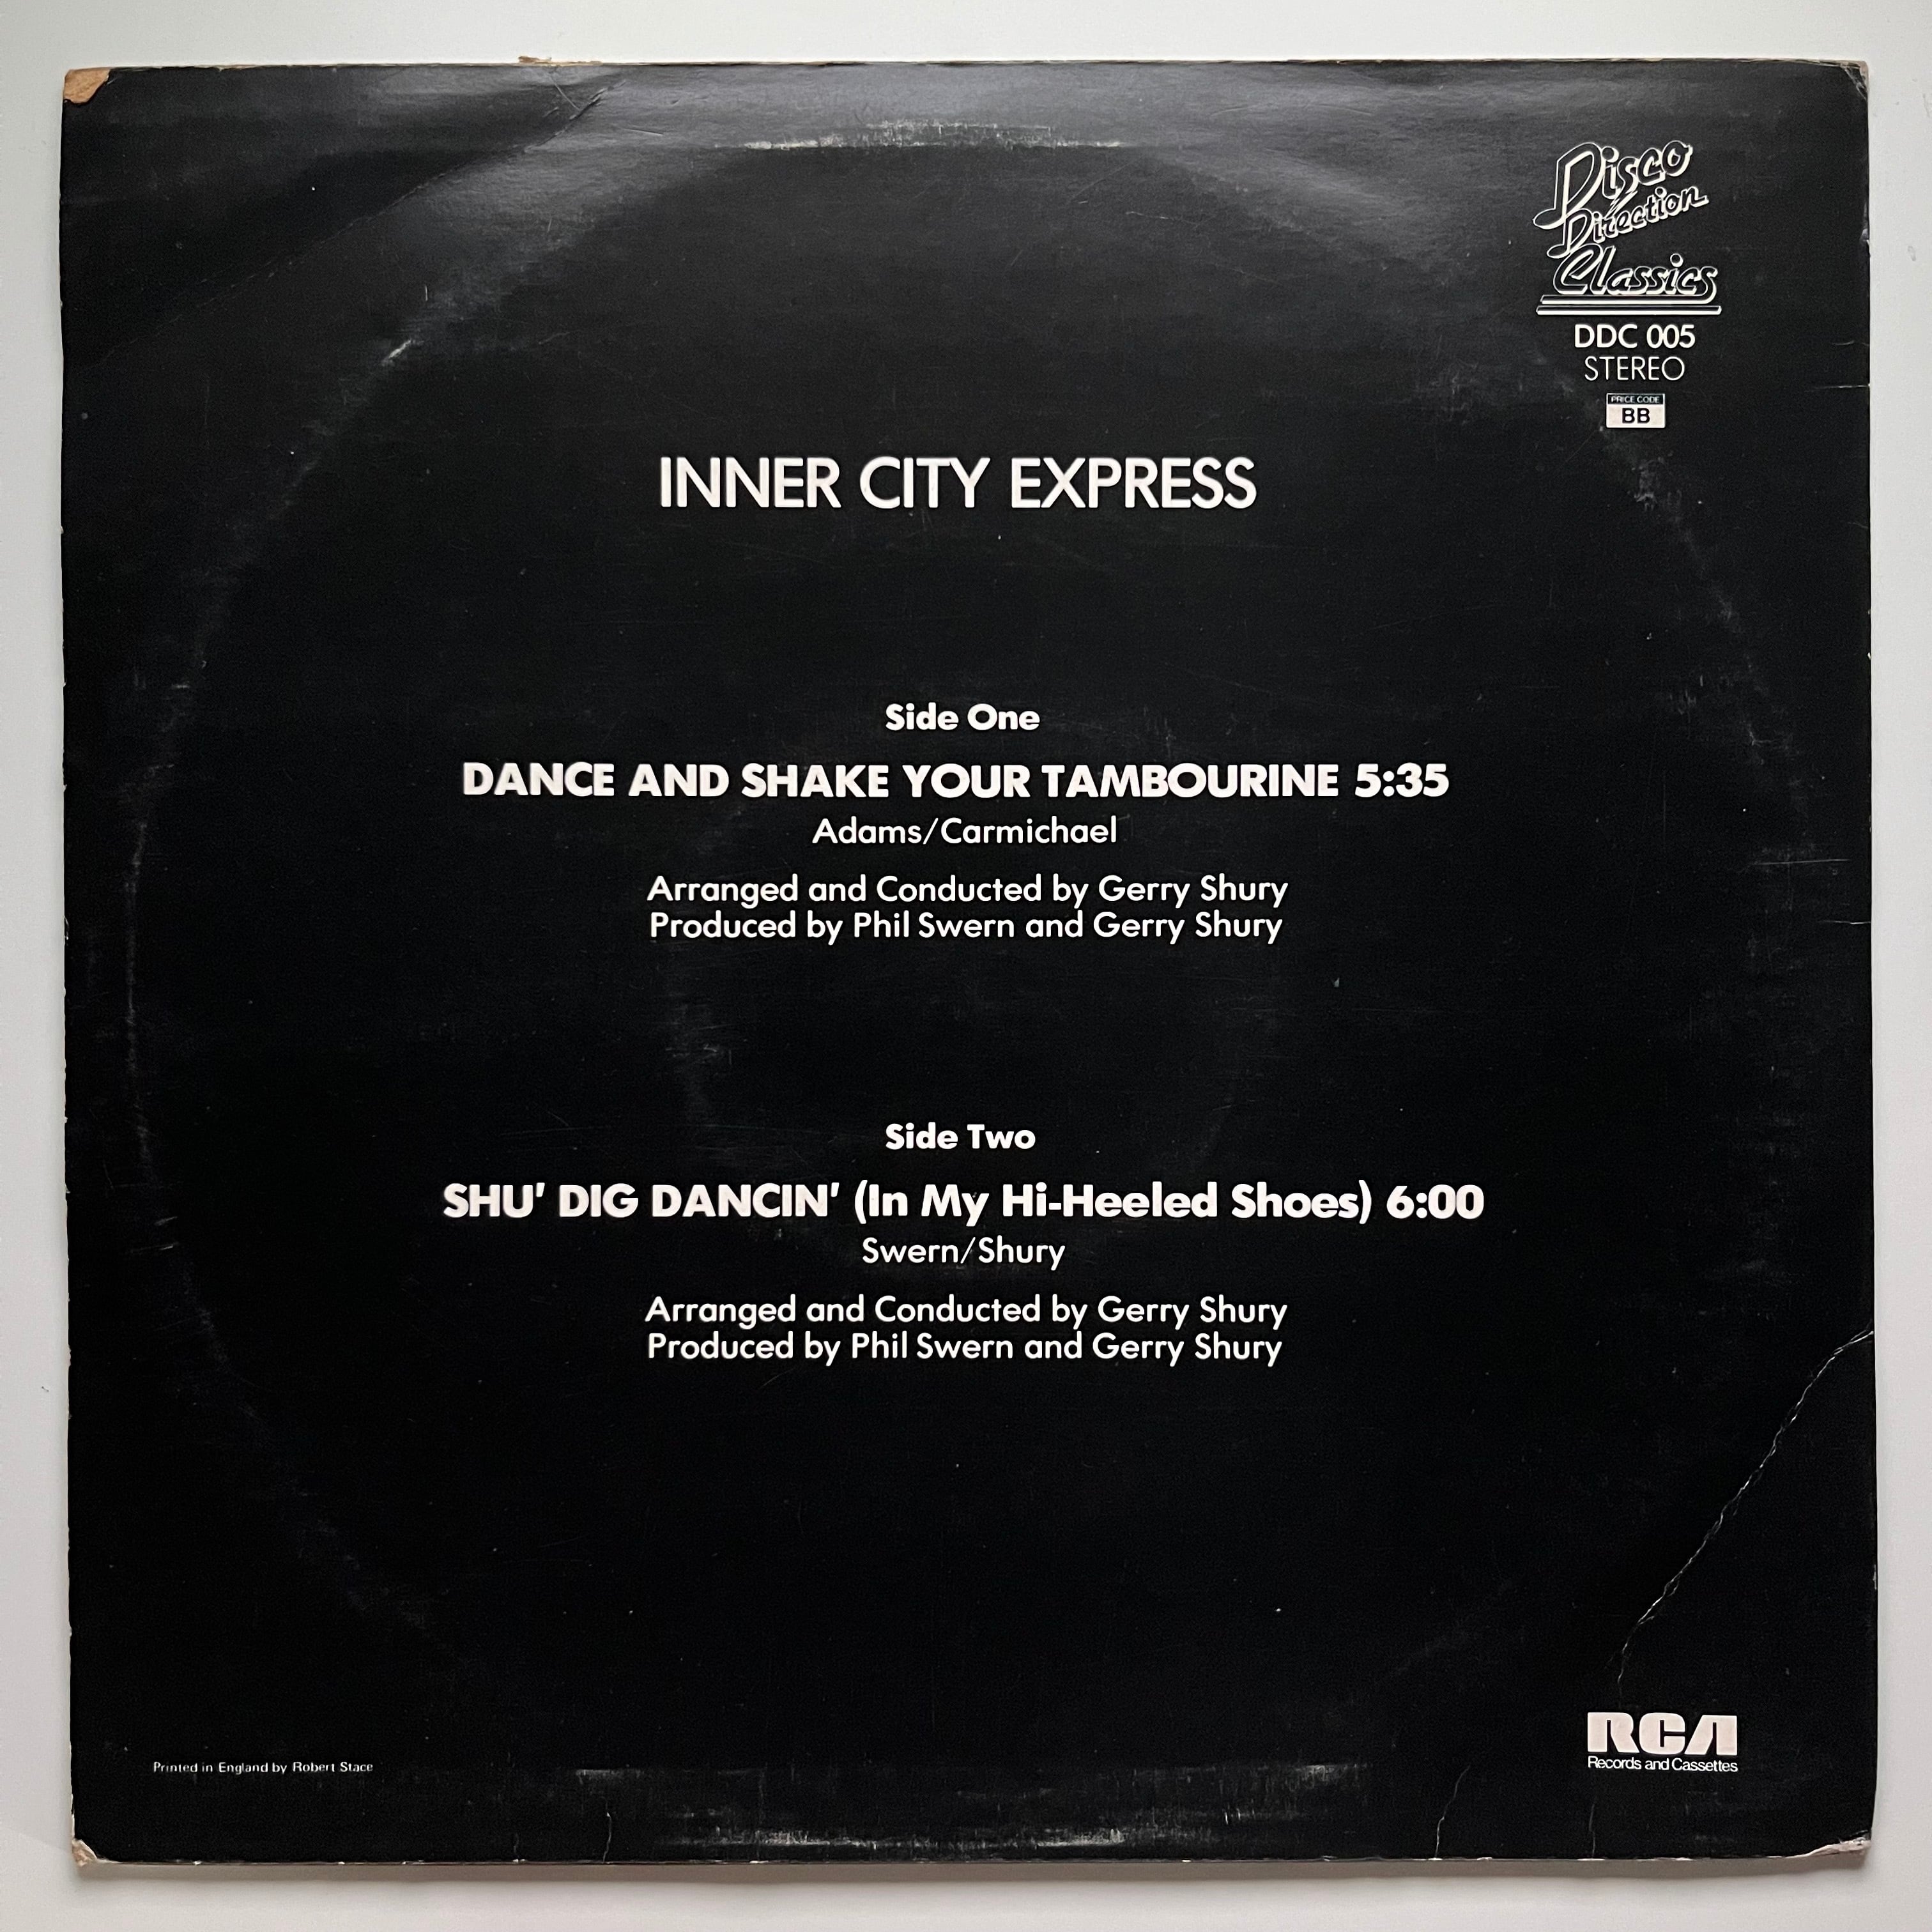 Disco
Direction
Classics
DDC 005
STEREO
PRICE CODE
BB
INNER CITY EXPRESS
Side One
DANCE AND SHAKE YOUR TAMBOURINE 5:35
Adams/Carmichael
Arranged and Conducted by Gerry Shury
Produced by Phil Swern and Gerry Shury
Side Two
SHU' DIG DANCIN' (In My Hi-Heeled Shoes) 6:00
Swern/Shury
Arranged and Conducted by Gerry Shury
Produced by Phil Swern and Gerry Shury
Printed in England by Robert Stace
RCA
Records and Cassettes